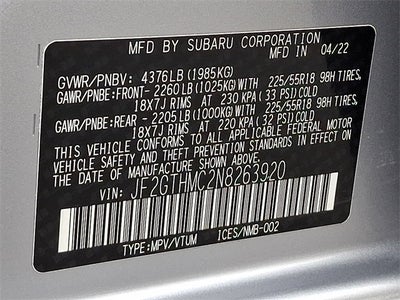 MFD BY SUBARU CORPORATION
MFD IN 04/22
GVWR/PNBV: 4376LB(1985KG)
GAWR/PNBE:FRONT- 2260LB(1025KG)WITH 225/55R18 98H TIRES,
18X7J RIMS AT 230 KPA (33 PSI)COLD
GAWR/PNBE:REAR - 2205LB(1000KG)WITH 225/55R18 98H TIRES,
18X7J RIMS AT 220 KPA (32 PSI)COLD
THIS VEHICLE CONFORMS TO ALL APPLICABLE FEDERAL MOTOR
VEHICLE SAFETY AND THEFT PREVENTION STANDARDS IN EFFECT ON
THE DATE OF MANUFACTURE SHOWN ABOVE.
VIN: JF2GTHMC2N8263920
TYPE:MPV/VTUM ICES/NMB-002